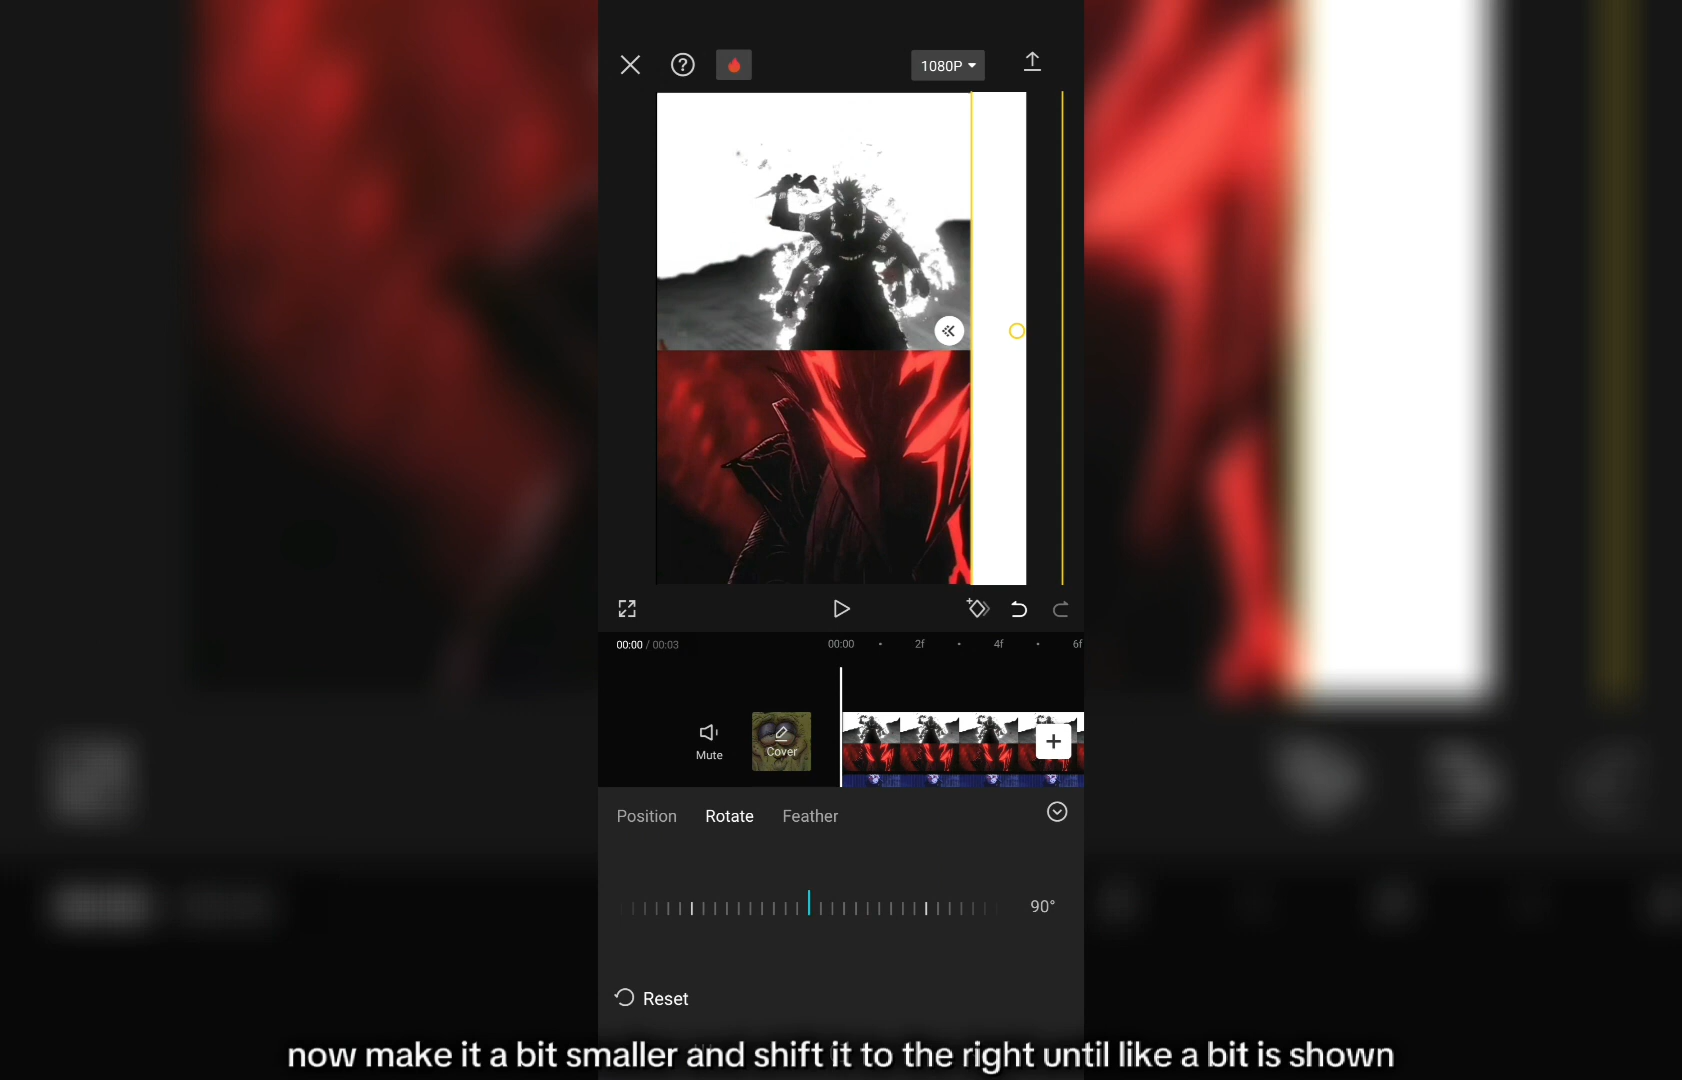 1080P
00:00 / 00:03
00:00
2f
4f
6f
Mute
Cover
Position
Rotate
Feather
90°
Reset
now make it a bit smaller and shift it to the right until like a bit is shown